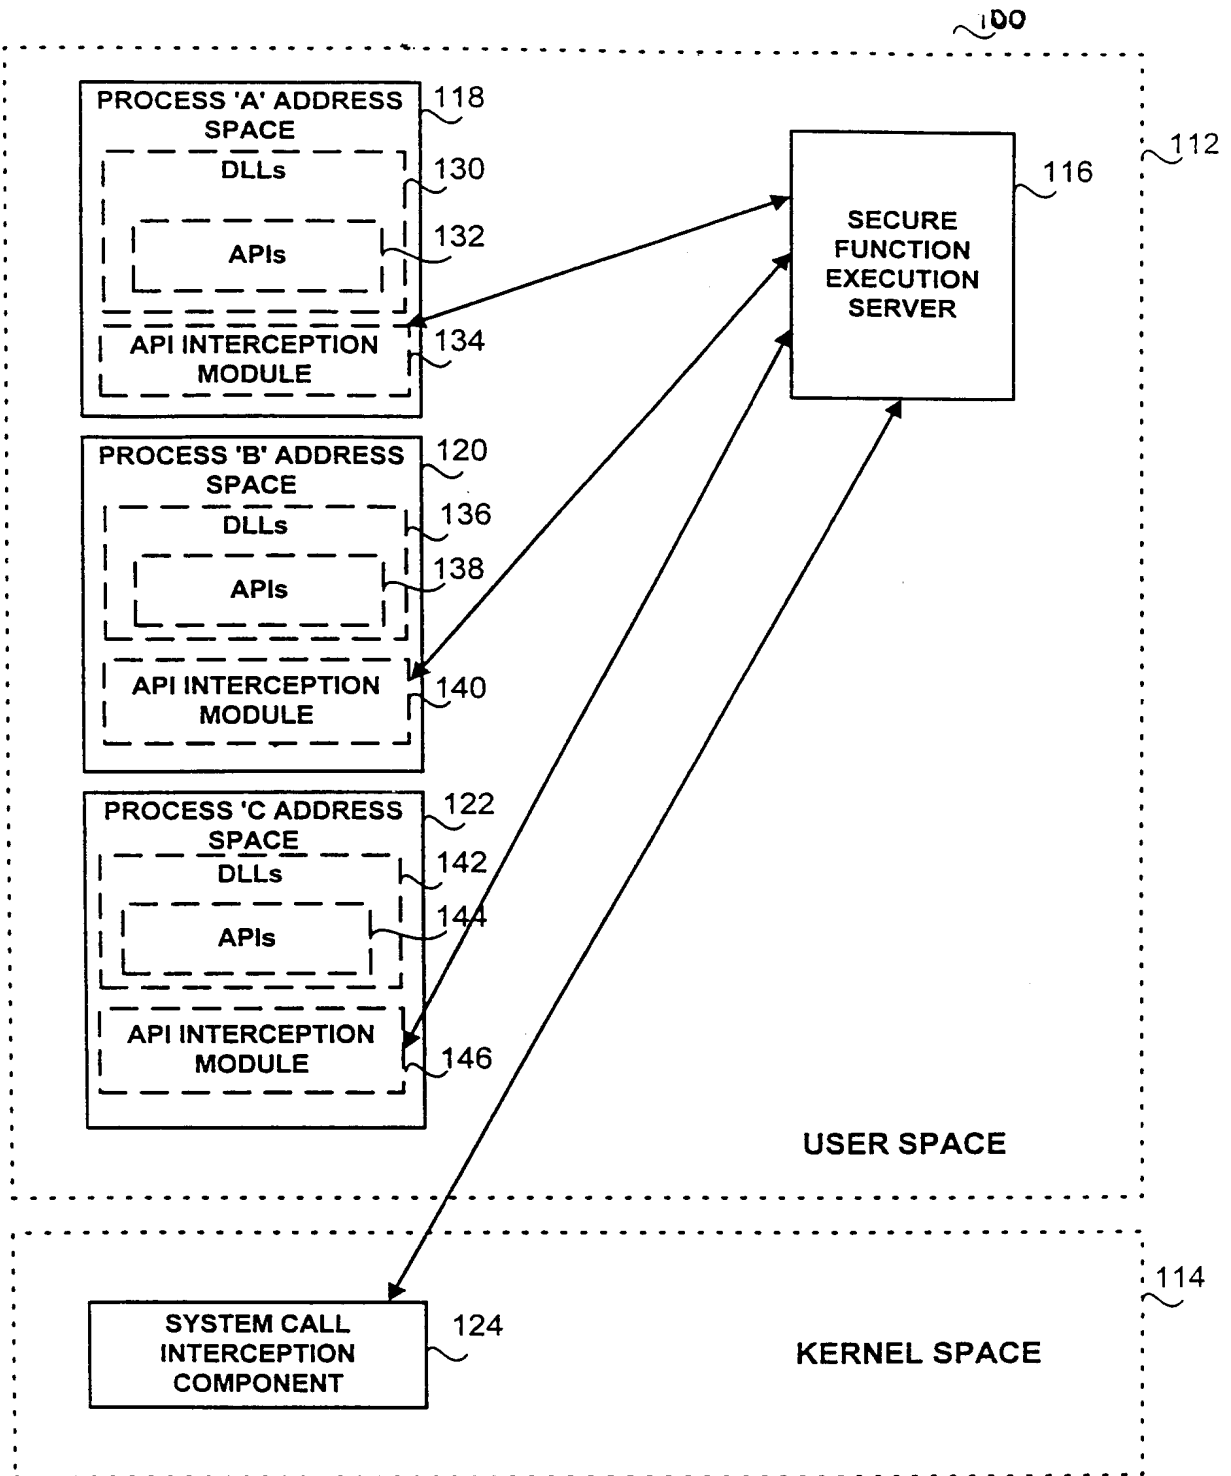 100
PROCESS 'A' ADDRESS
SPACE
118
DLLs
130
APIs
132
API INTERCEPTION
MODULE
134
SECURE
FUNCTION
EXECUTION
SERVER
116
112
PROCESS 'B' ADDRESS
SPACE
120
DLLs
136
APIs
138
API INTERCEPTION
MODULE
140
PROCESS 'C ADDRESS
SPACE
122
DLLs
142
APIs
144
API INTERCEPTION
MODULE
146
USER SPACE
SYSTEM CALL
INTERCEPTION
COMPONENT
124
KERNEL SPACE
114